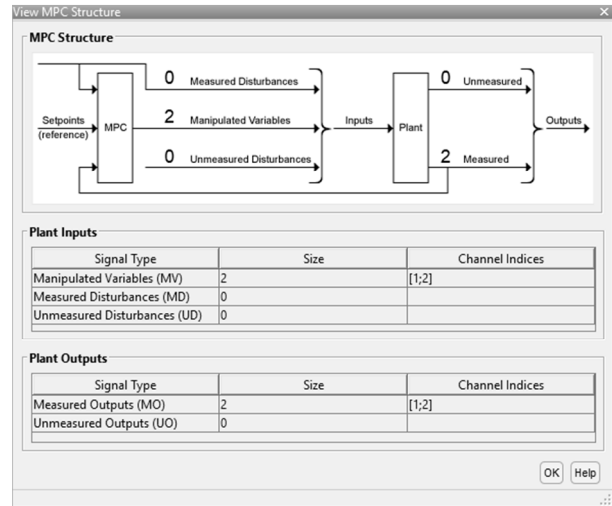 View MPC Structure
MPC Structure
0 Measured Disturbances
0 Unmeasured
Setpoints
(reference)
MPC
2 Manipulated Variables
Inputs
Plant
Outputs
0 Unmeasured Disturbances
2 Measured
Plant Inputs
Signal Type Size Channel Indices
Manipulated Variables (MV) 2 [1;2]
Measured Disturbances (MD) 0
Unmeasured Disturbances (UD) 0
Plant Outputs
Signal Type Size Channel Indices
Measured Outputs (MO) 2 [1;2]
Unmeasured Outputs (UO) 0
OK Help